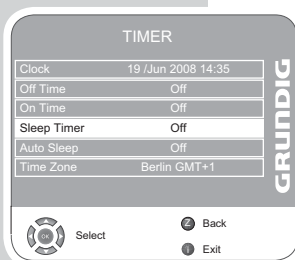 TIMER
Clock 19 /Jun 2008 14:35
Off Time Off
On Time Off
Sleep Timer Off
Auto Sleep Off
Time Zone Berlin GMT+1
GRUNDIG
OK Select
Z Back
i Exit